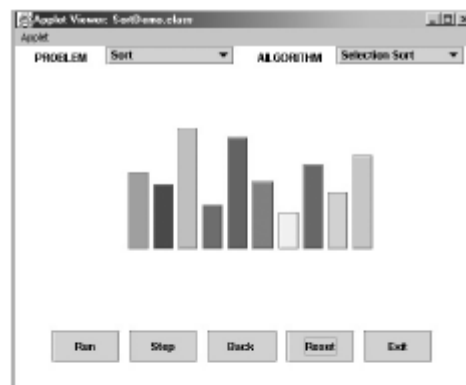 Applet Viewer: SortDemo.class
Applet
PROBLEM Sort ALGORITHM Selection Sort
Run Step Back Reset Exit